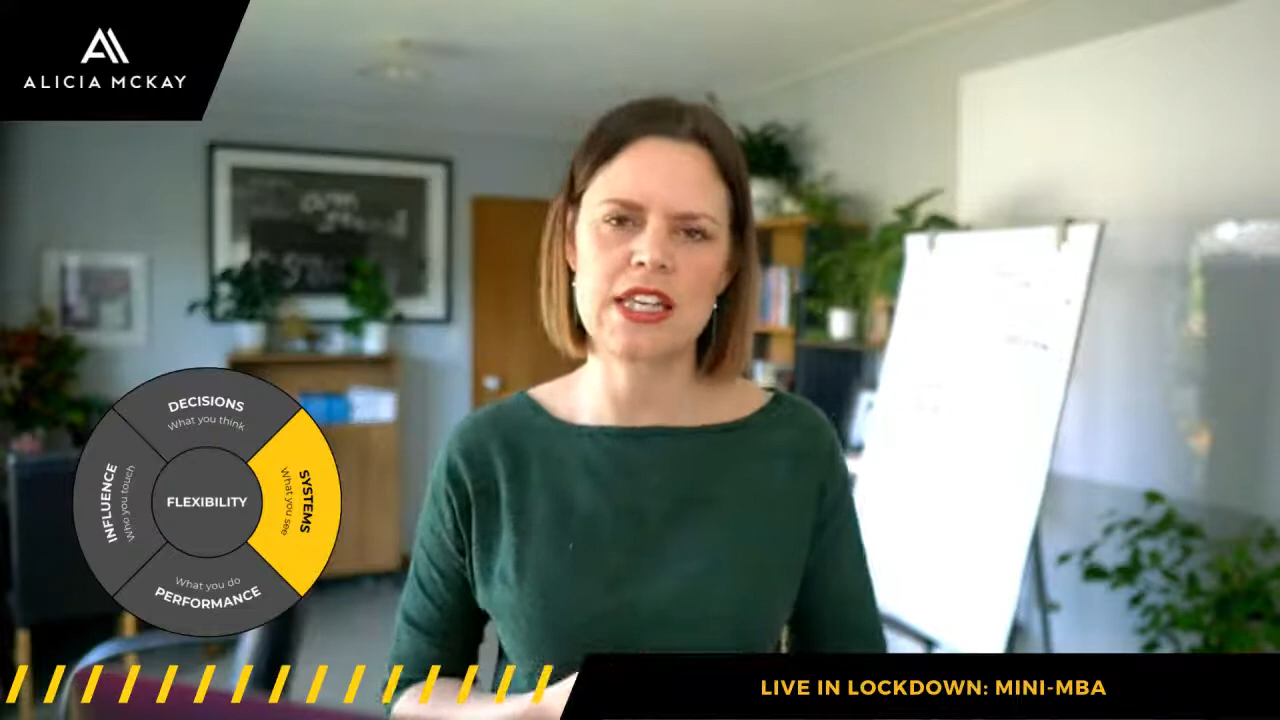 ALICIA MCKAY
DECISIONS
What you think
INFLUENCE
Who you touch
FLEXIBILITY
SYSTEMS
What you see
What you do
PERFORMANCE
LIVE IN LOCKDOWN: MINI-MBA